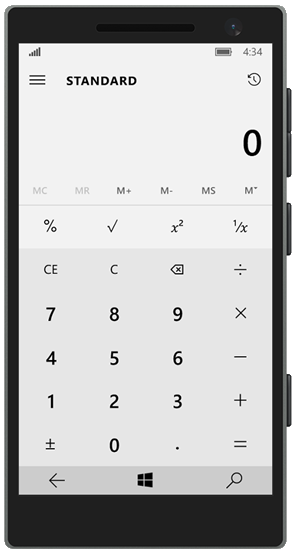 4:34
STANDARD
0
MC MR M+ M- MS M˅
% √ x² ¹/x
CE C ÷
7 8 9 ×
4 5 6 −
1 2 3 +
± 0 . =